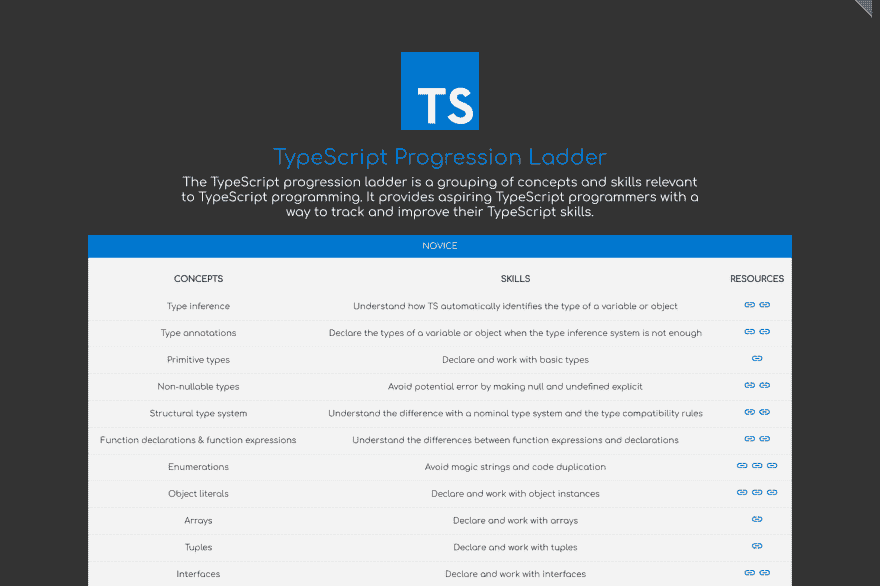 TS
TypeScript Progression Ladder
The TypeScript progression ladder is a grouping of concepts and skills relevant
to TypeScript programming. It provides aspiring TypeScript programmers with a
way to track and improve their TypeScript skills.
NOVICE
CONCEPTS SKILLS RESOURCES
Type inference Understand how TS automatically identifies the type of a variable or object
Type annotations Declare the types of a variable or object when the type inference system is not enough
Primitive types Declare and work with basic types
Non-nullable types Avoid potential error by making null and undefined explicit
Structural type system Understand the difference with a nominal type system and the type compatibility rules
Function declarations & function expressions Understand the differences between function expressions and declarations
Enumerations Avoid magic strings and code duplication
Object literals Declare and work with object instances
Arrays Declare and work with arrays
Tuples Declare and work with tuples
Interfaces Declare and work with interfaces